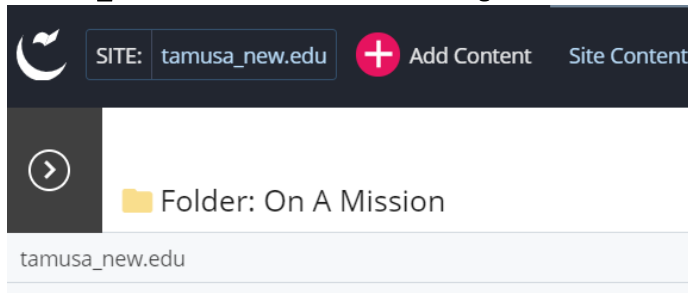 SITE: tamusa_new.edu Add Content Site Content
Folder: On A Mission
tamusa_new.edu